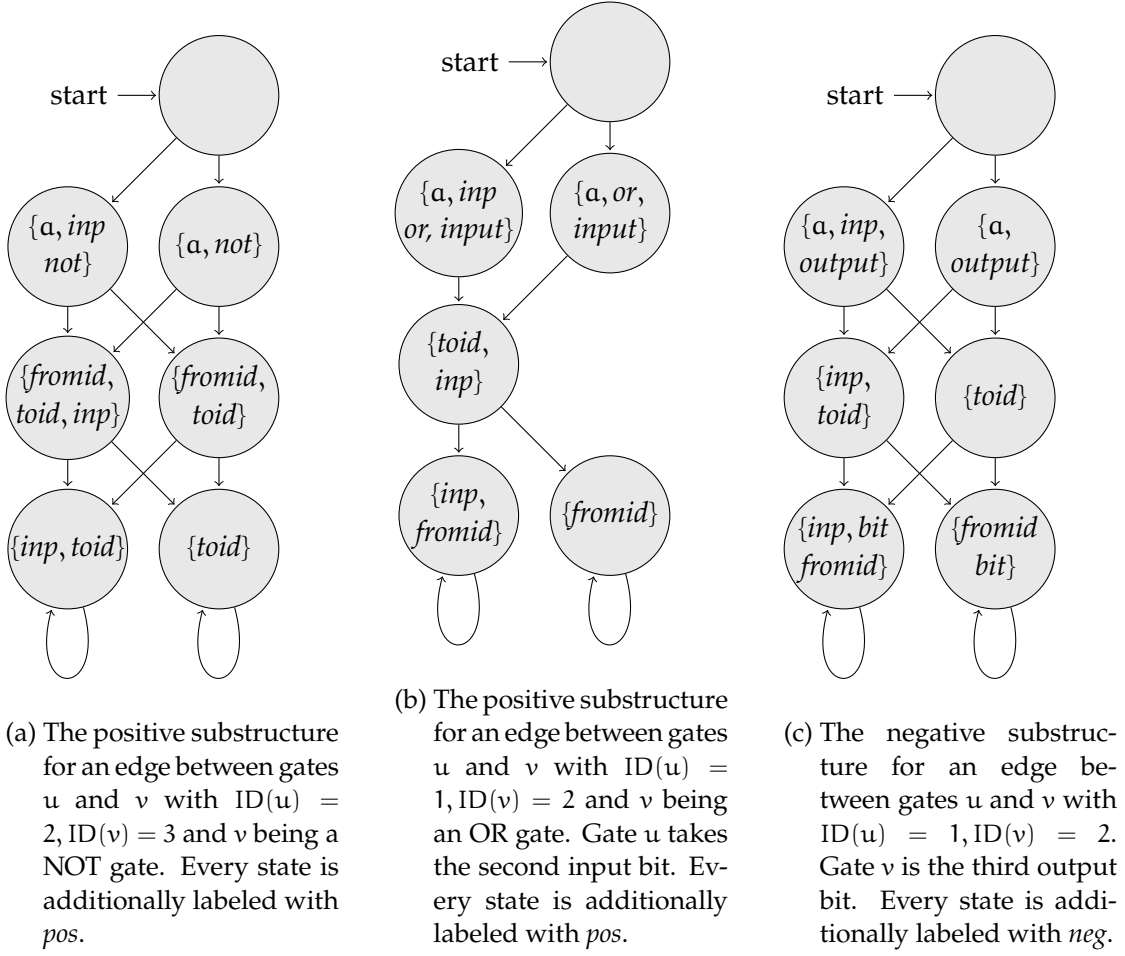 start
{a, inp
not}
{a, not}
{fromid,
toid, inp}
{fromid,
toid}
{inp, toid}
{toid}
(a) The positive substructure
for an edge between gates
u and v with ID(u) =
2, ID(v) = 3 and v being a
NOT gate. Every state is
additionally labeled with
pos.
start
{a, inp
or, input}
{a, or,
input}
{toid,
inp}
{inp,
fromid}
{fromid}
(b) The positive substructure
for an edge between gates
u and v with ID(u) =
1, ID(v) = 2 and v being
an OR gate. Gate u takes
the second input bit. Ev-
ery state is additionally
labeled with pos.
start
{a, inp,
output}
{a,
output}
{inp,
toid}
{toid}
{inp, bit
fromid}
{fromid
bit}
(c) The negative substruc-
ture for an edge be-
tween gates u and v with
ID(u) = 1, ID(v) = 2.
Gate v is the third output
bit. Every state is addi-
tionally labeled with neg.